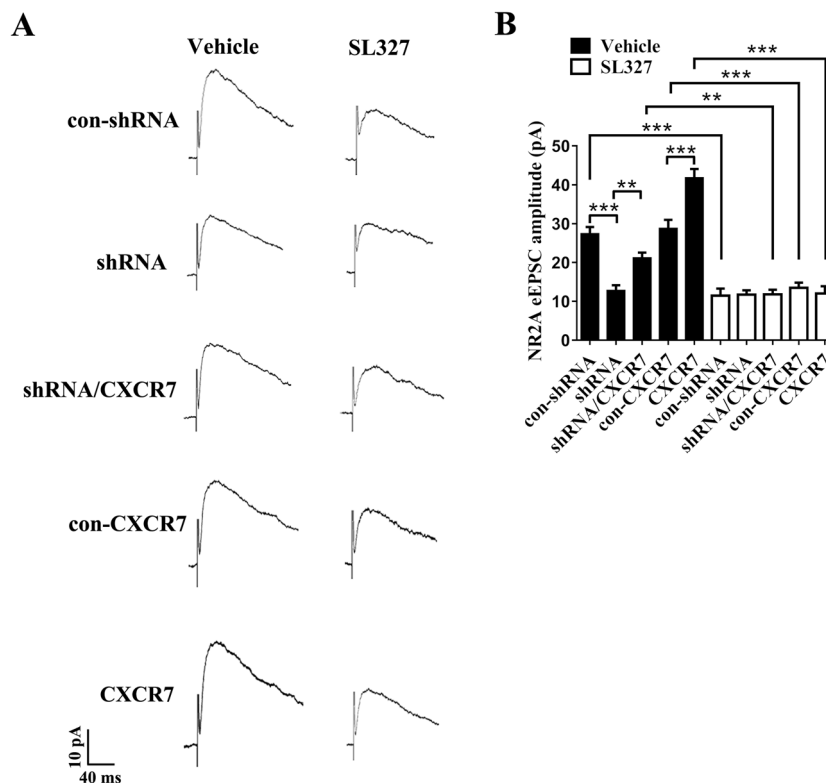 A
Vehicle SL327
con-shRNA
shRNA
shRNA/CXCR7
con-CXCR7
CXCR7
10 pA
40 ms
B
Vehicle
SL327
***
***
**
***
***
**
***
NR2A eEPSC amplitude (pA)
50
40
30
20
10
0
con-shRNA
shRNA
shRNA/CXCR7
con-CXCR7
CXCR7
con-shRNA
shRNA
shRNA/CXCR7
con-CXCR7
CXCR7